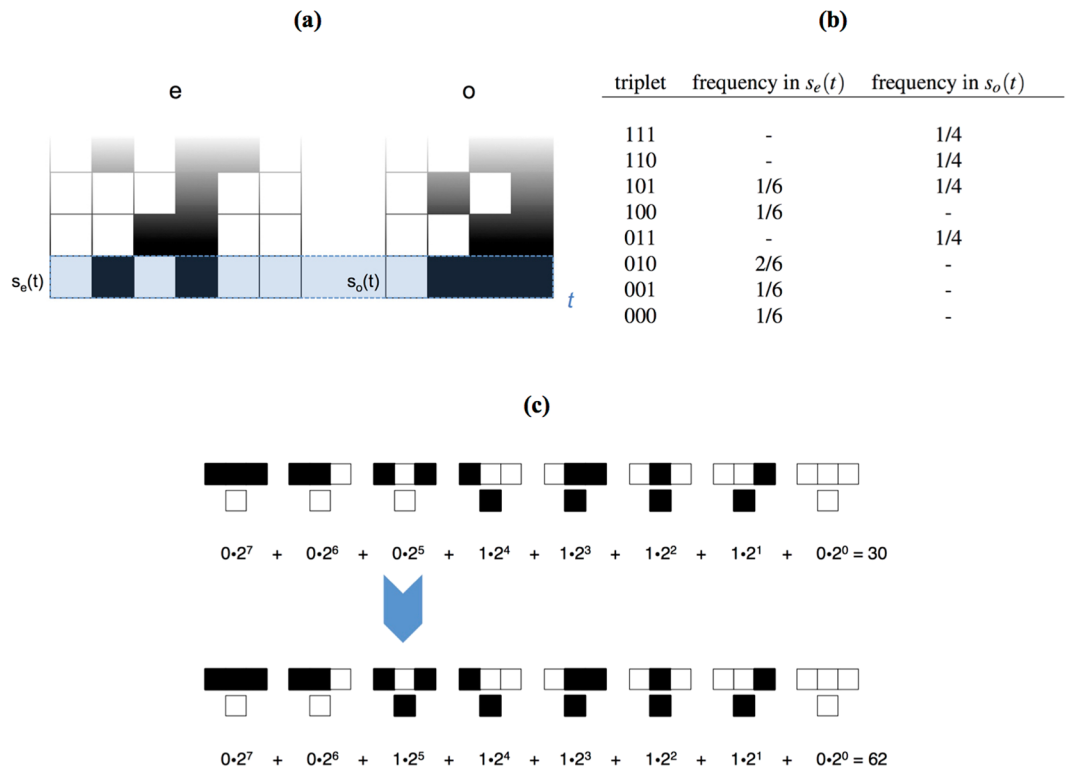 (a)
e o
sₑ(t) sₒ(t) t
(b)
triplet frequency in sₑ(t) frequency in sₒ(t)
111 - 1/4
110 - 1/4
101 1/6 1/4
100 1/6 -
011 - 1/4
010 2/6 -
001 1/6 -
000 1/6 -
(c)
0•2⁷ + 0•2⁶ + 0•2⁵ + 1•2⁴ + 1•2³ + 1•2² + 1•2¹ + 0•2⁰ = 30
0•2⁷ + 0•2⁶ + 1•2⁵ + 1•2⁴ + 1•2³ + 1•2² + 1•2¹ + 0•2⁰ = 62